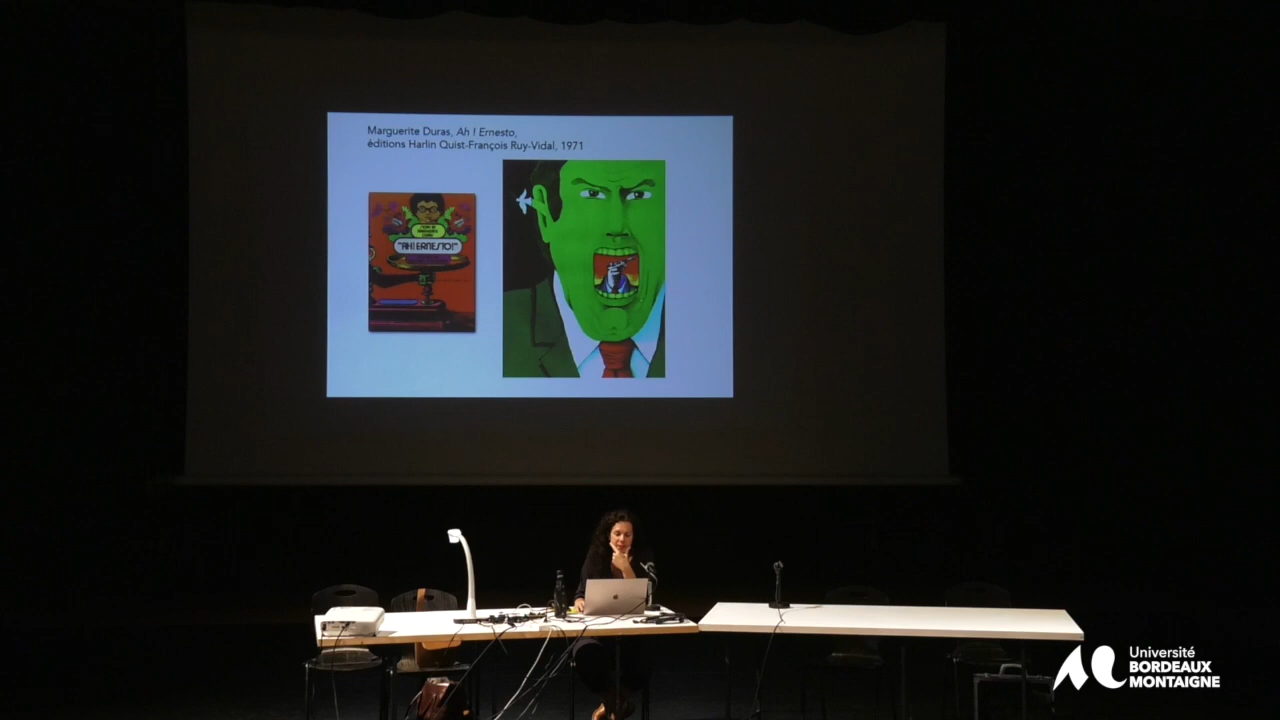 Marguerite Duras, Ah ! Ernesto,
éditions Harlin Quist-François Ruy-Vidal, 1971
"AH! ERNESTO!"
Université
BORDEAUX
MONTAIGNE